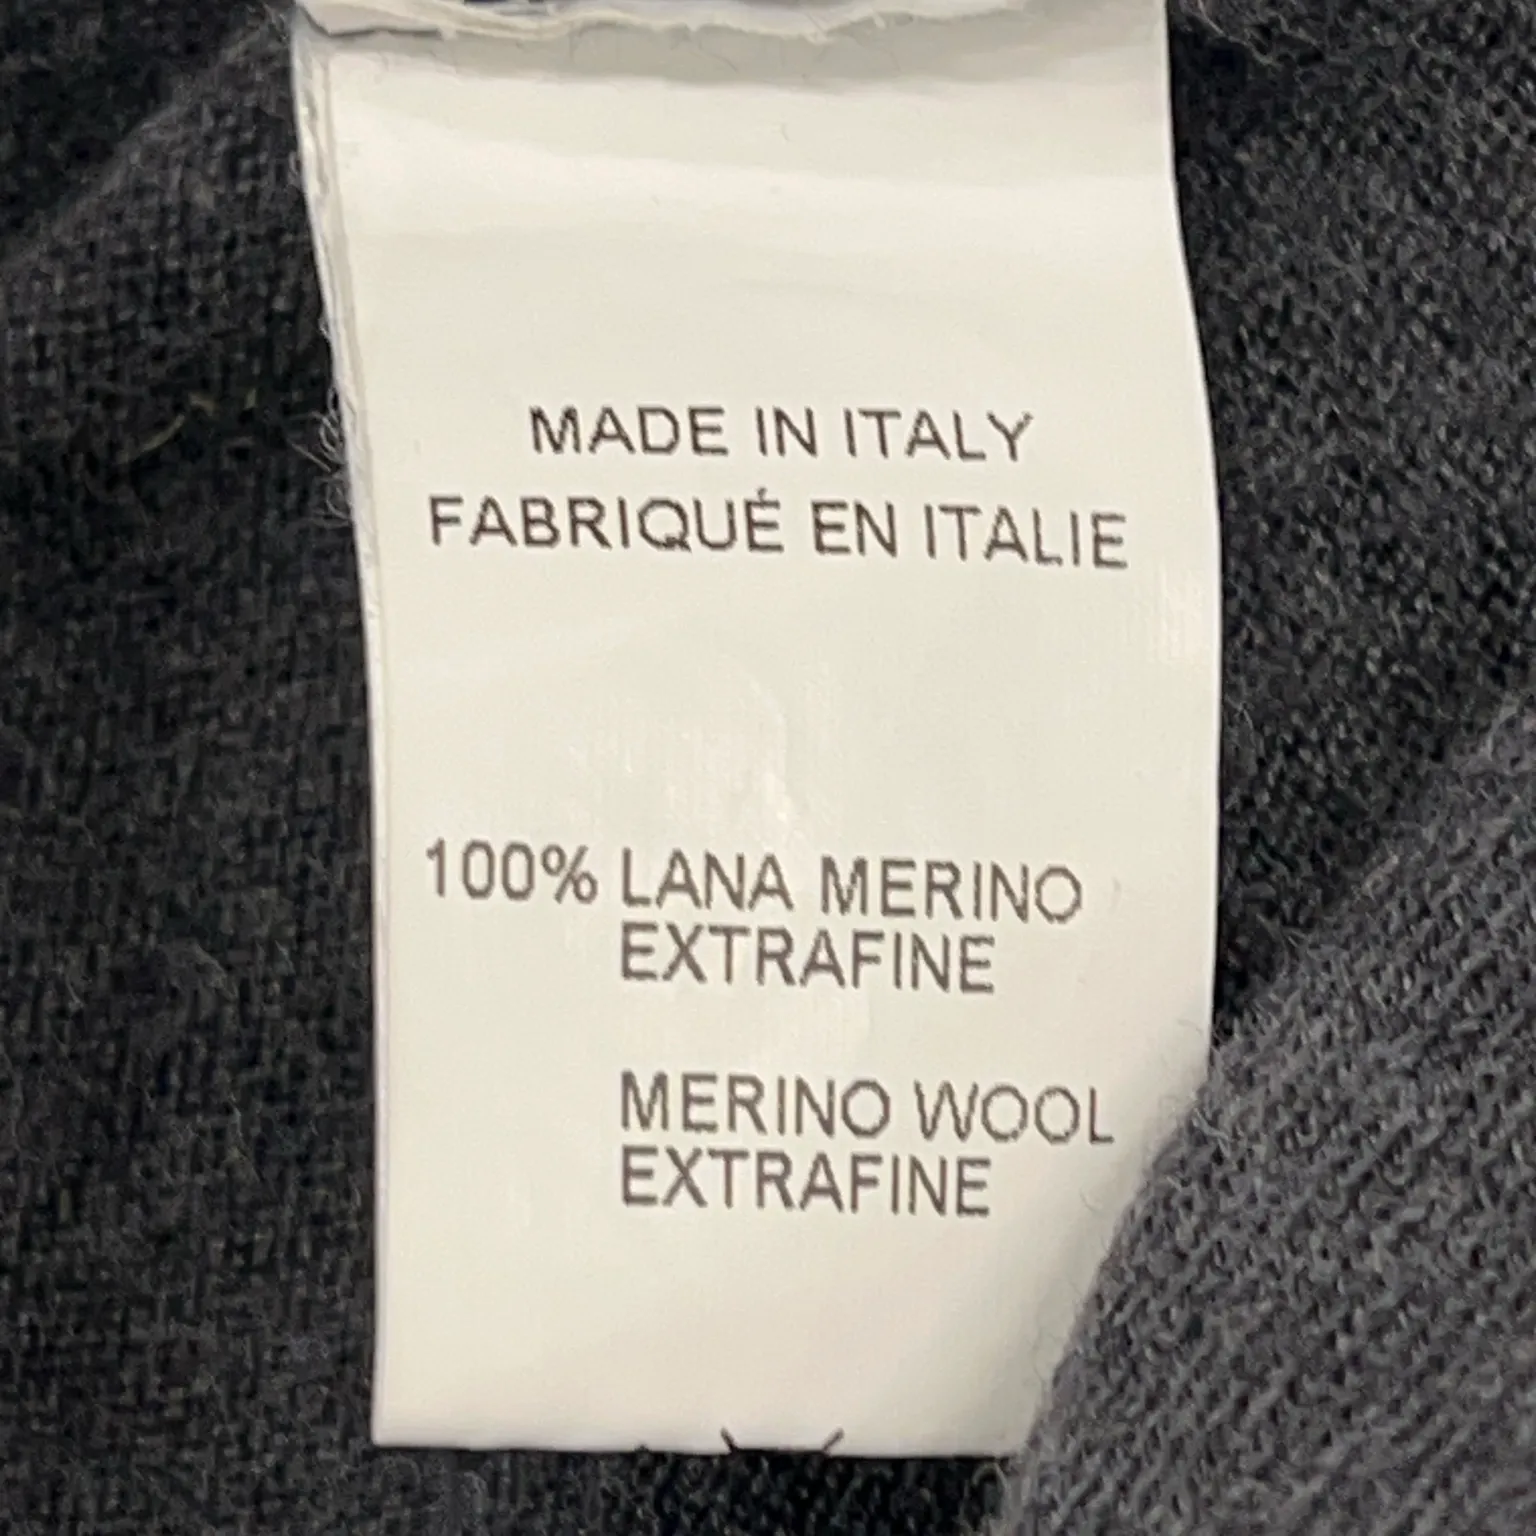 MADE IN ITALY
FABRIQUÉ EN ITALIE
100% LANA MERINO
EXTRAFINE
MERINO WOOL
EXTRAFINE